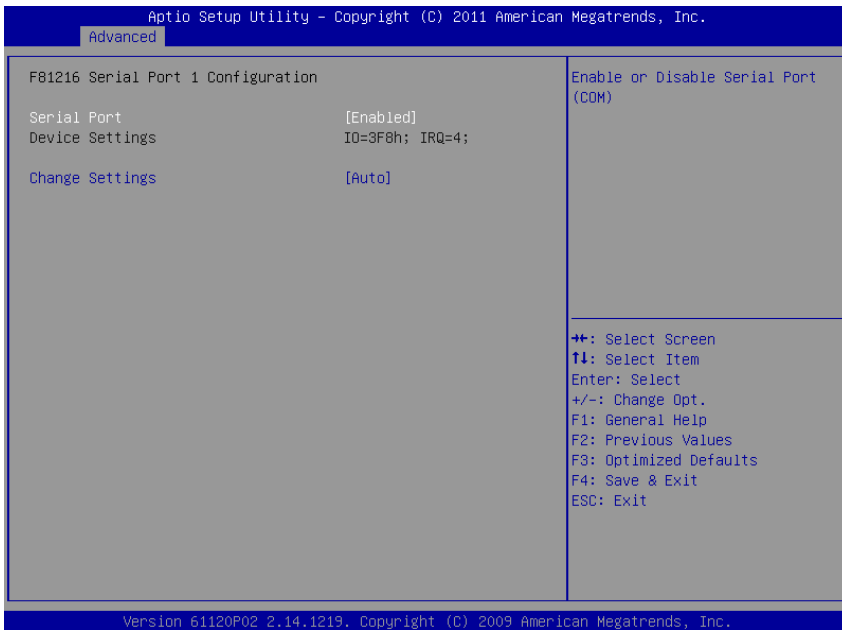 Aptio Setup Utility – Copyright (C) 2011 American Megatrends, Inc.
Advanced
F81216 Serial Port 1 Configuration
Serial Port [Enabled]
Device Settings IO=3F8h; IRQ=4;
Change Settings [Auto]
Enable or Disable Serial Port
(COM)
→←: Select Screen
↑↓: Select Item
Enter: Select
+/-: Change Opt.
F1: General Help
F2: Previous Values
F3: Optimized Defaults
F4: Save & Exit
ESC: Exit
Version 61120P02 2.14.1219. Copyright (C) 2009 American Megatrends, Inc.